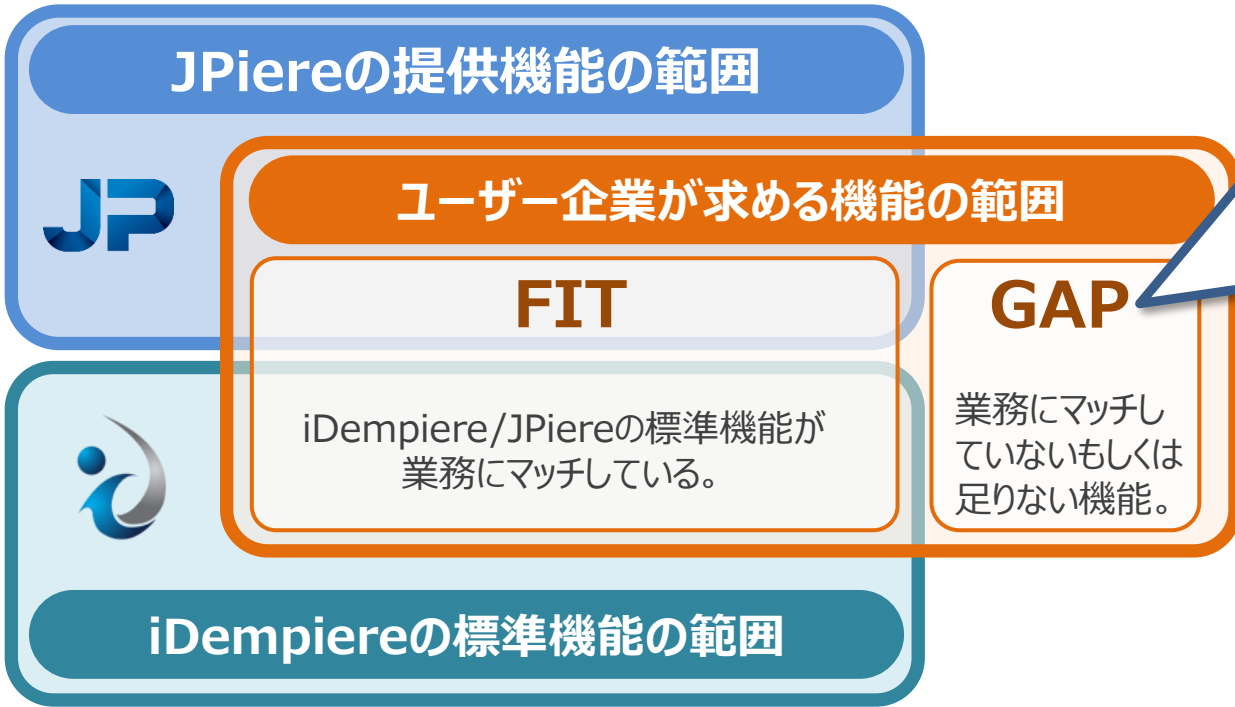 JPiereの提供機能の範囲
JP
ユーザー企業が求める機能の範囲
FIT
GAP
iDempiere/JPiereの標準機能が
業務にマッチしている。
業務にマッチし
ていないもしくは
足りない機能。
iDempiereの標準機能の範囲